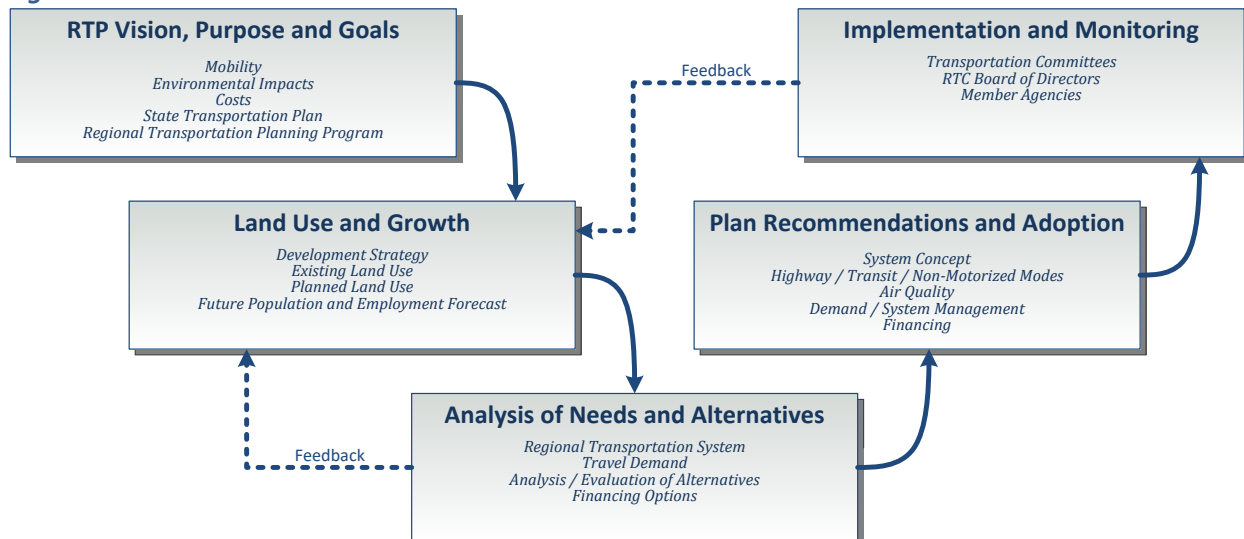 RTP Vision, Purpose and Goals
Mobility
Environmental Impacts
Costs
State Transportation Plan
Regional Transportation Planning Program
Implementation and Monitoring
Transportation Committees
RTC Board of Directors
Member Agencies
Feedback
Land Use and Growth
Development Strategy
Existing Land Use
Planned Land Use
Future Population and Employment Forecast
Plan Recommendations and Adoption
System Concept
Highway / Transit / Non-Motorized Modes
Air Quality
Demand / System Management
Financing
Analysis of Needs and Alternatives
Regional Transportation System
Travel Demand
Analysis / Evaluation of Alternatives
Financing Options
Feedback